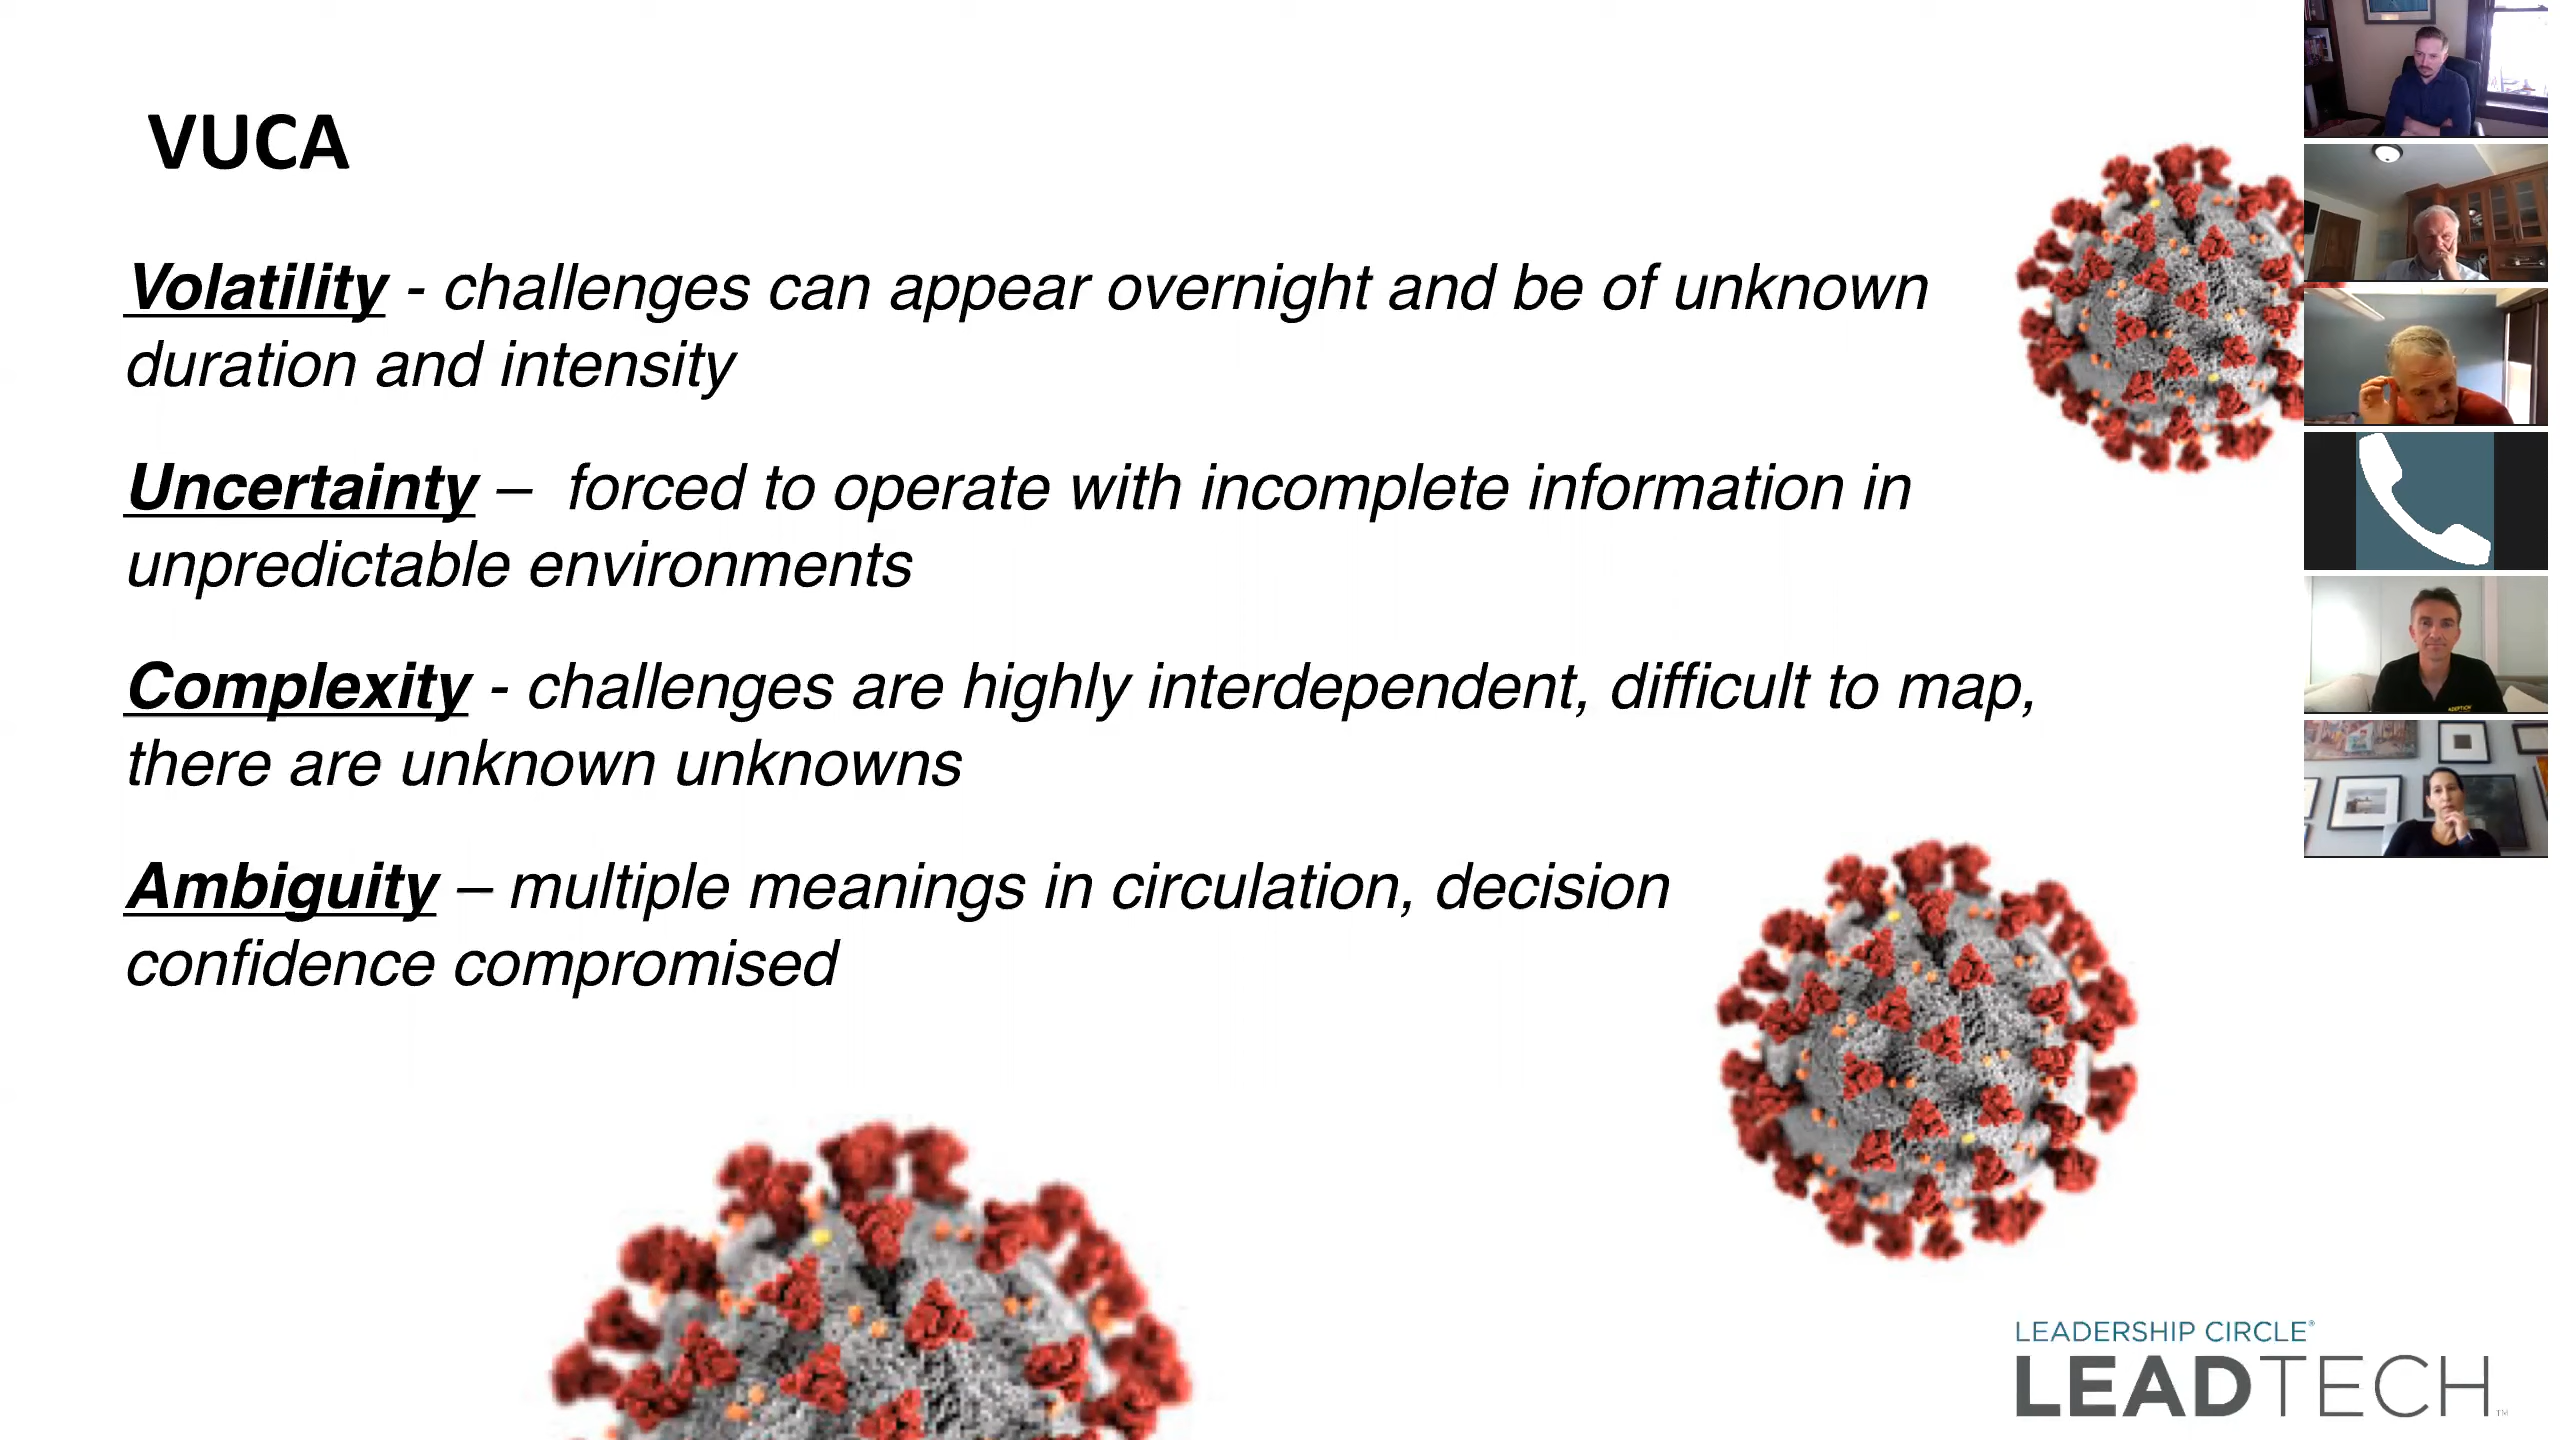 VUCA
Volatility - challenges can appear overnight and be of unknown
duration and intensity
Uncertainty –  forced to operate with incomplete information in
unpredictable environments
Complexity - challenges are highly interdependent, difficult to map,
there are unknown unknowns
Ambiguity – multiple meanings in circulation, decision
confidence compromised
LEADERSHIP CIRCLE®
LEADTECH™